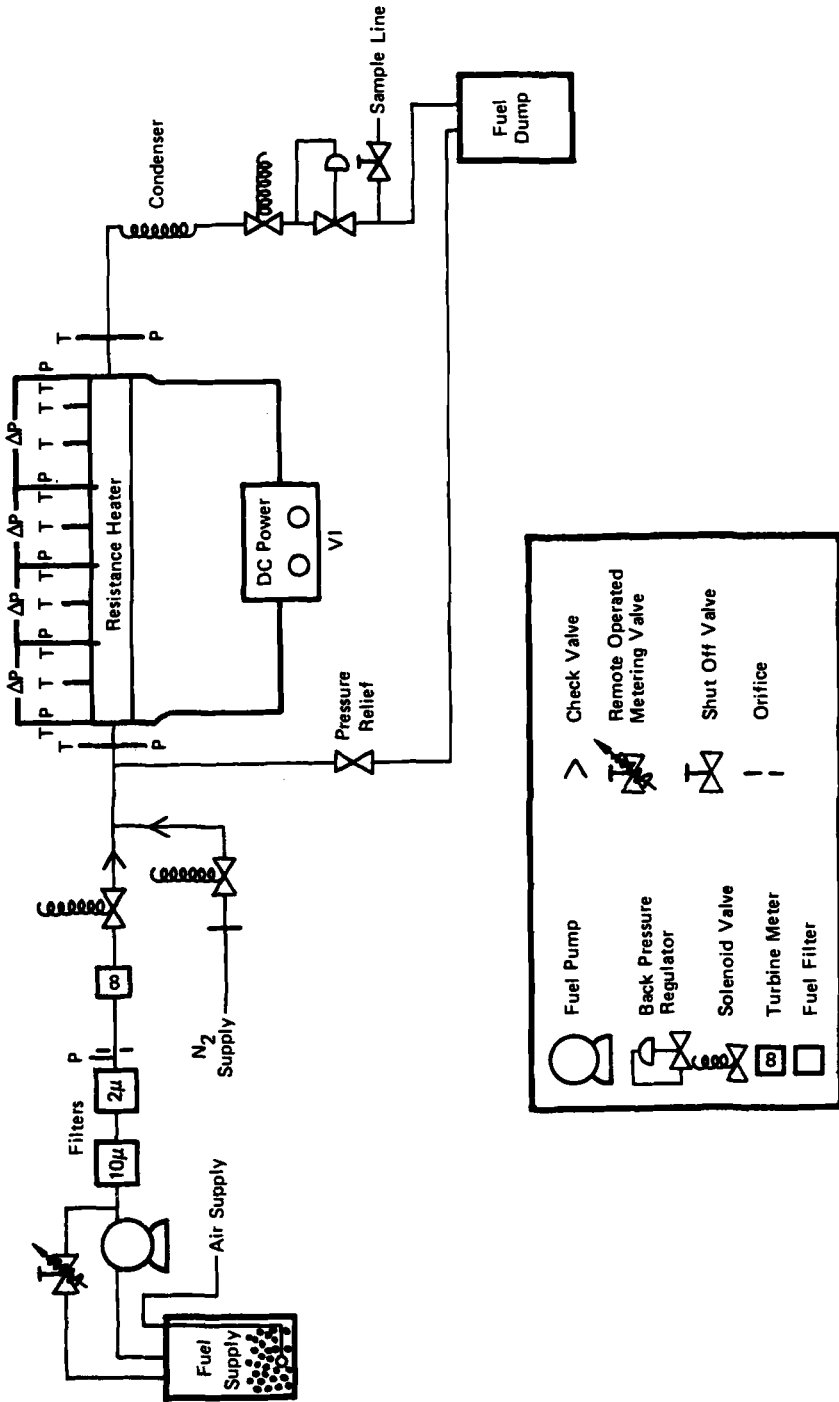 Fuel
Supply
Air Supply
Filters
10μ
2μ
P
8
N2
Supply
Pressure
Relief
T
P
ΔP
ΔP
ΔP
ΔP
T P
T
T P
T
T P
T
T P
T
T
T P
Resistance Heater
DC Power
VI
T
P
Condenser
Sample Line
Fuel
Dump
Fuel Pump
Back Pressure
Regulator
Solenoid Valve
8
Turbine Meter
Fuel Filter
Check Valve
Remote Operated
Metering Valve
Shut Off Valve
Orifice